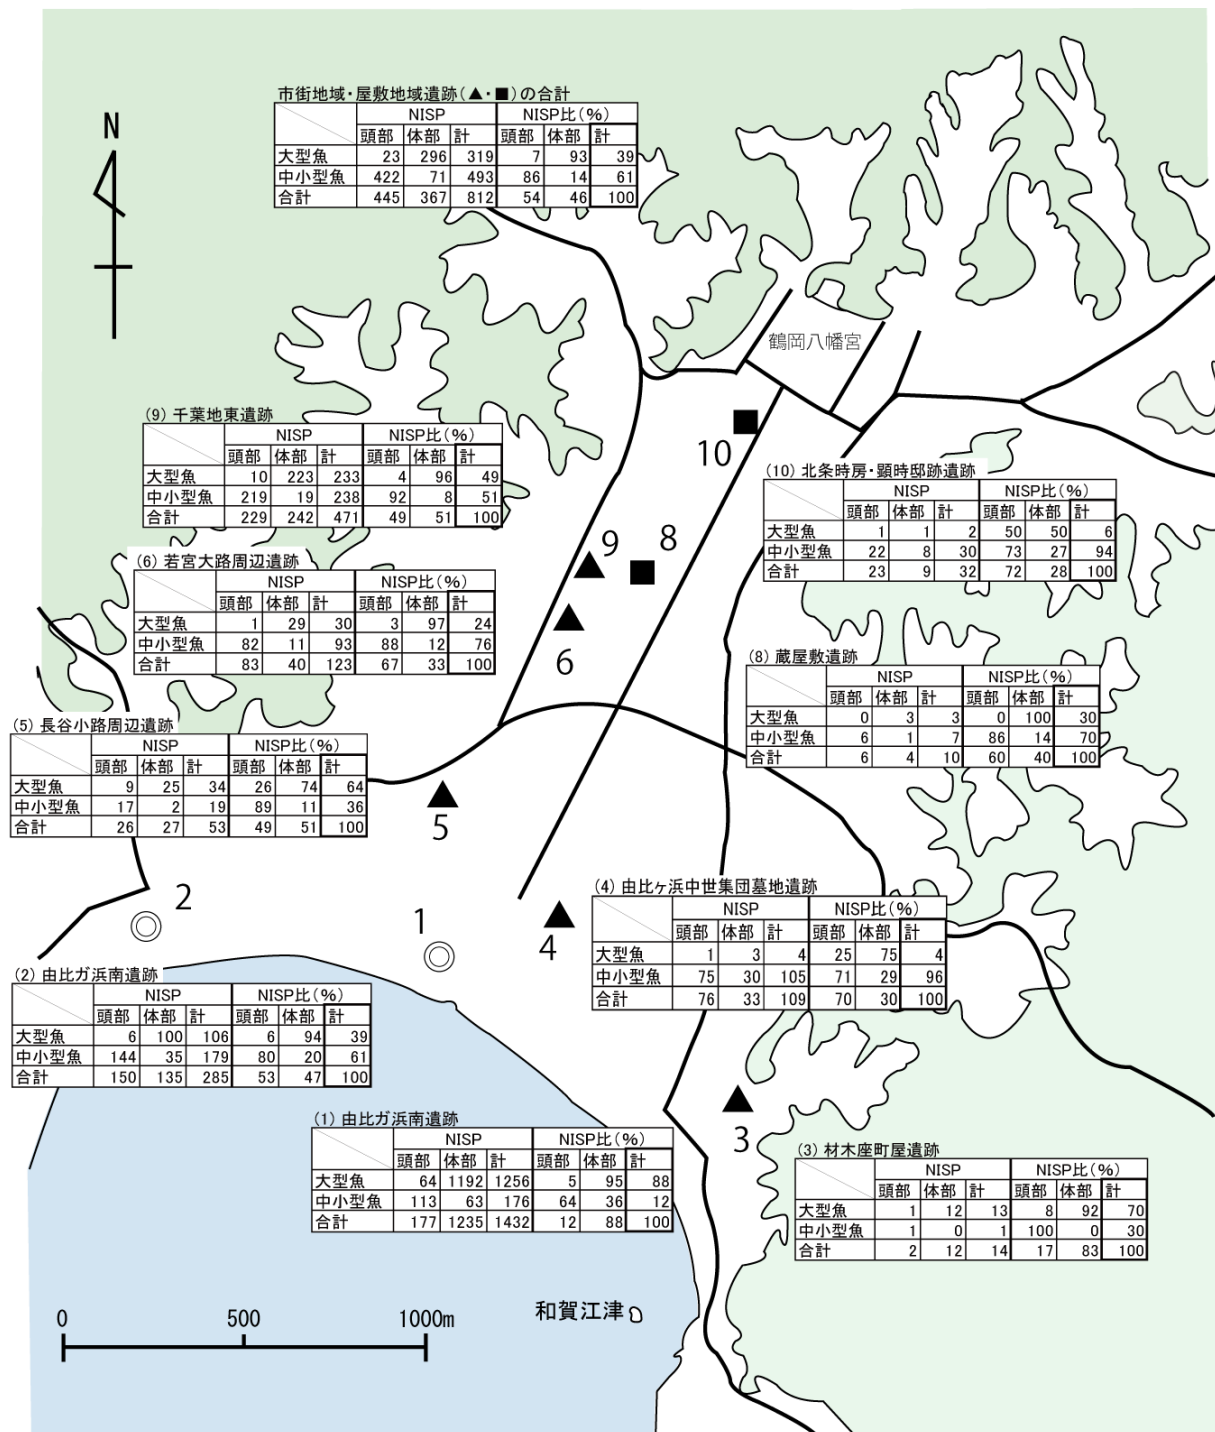 市街地域・屋敷地域遺跡(▲・■)の合計
NISP NISP比(%)
頭部 体部 計 頭部 体部 計
大型魚 23 296 319 7 93 39
中小型魚 422 71 493 86 14 61
合計 445 367 812 54 46 100
N
鶴岡八幡宮
(9) 千葉地東遺跡
NISP NISP比(%)
頭部 体部 計 頭部 体部 計
大型魚 10 223 233 4 96 49
中小型魚 219 19 238 92 8 51
合計 229 242 471 49 51 100
10
(10) 北条時房・顕時邸跡遺跡
NISP NISP比(%)
頭部 体部 計 頭部 体部 計
大型魚 1 1 2 50 50 6
中小型魚 22 8 30 73 27 94
合計 23 9 32 72 28 100
9
8
(6) 若宮大路周辺遺跡
NISP NISP比(%)
頭部 体部 計 頭部 体部 計
大型魚 1 29 30 3 97 24
中小型魚 82 11 93 88 12 76
合計 83 40 123 67 33 100
6
(8) 蔵屋敷遺跡
NISP NISP比(%)
頭部 体部 計 頭部 体部 計
大型魚 0 3 3 0 100 30
中小型魚 6 1 7 86 14 70
合計 6 4 10 60 40 100
(5) 長谷小路周辺遺跡
NISP NISP比(%)
頭部 体部 計 頭部 体部 計
大型魚 9 25 34 26 74 64
中小型魚 17 2 19 89 11 36
合計 26 27 53 49 51 100
5
2
1
4
(4) 由比ヶ浜中世集団墓地遺跡
NISP NISP比(%)
頭部 体部 計 頭部 体部 計
大型魚 1 3 4 25 75 4
中小型魚 75 30 105 71 29 96
合計 76 33 109 70 30 100
(2) 由比ガ浜南遺跡
NISP NISP比(%)
頭部 体部 計 頭部 体部 計
大型魚 6 100 106 6 94 39
中小型魚 144 35 179 80 20 61
合計 150 135 285 53 47 100
(1) 由比ガ浜南遺跡
NISP NISP比(%)
頭部 体部 計 頭部 体部 計
大型魚 64 1192 1256 5 95 88
中小型魚 113 63 176 64 36 12
合計 177 1235 1432 12 88 100
3
(3) 材木座町屋遺跡
NISP NISP比(%)
頭部 体部 計 頭部 体部 計
大型魚 1 12 13 8 92 70
中小型魚 1 0 1 100 0 30
合計 2 12 14 17 83 100
和賀江津
0 500 1000m